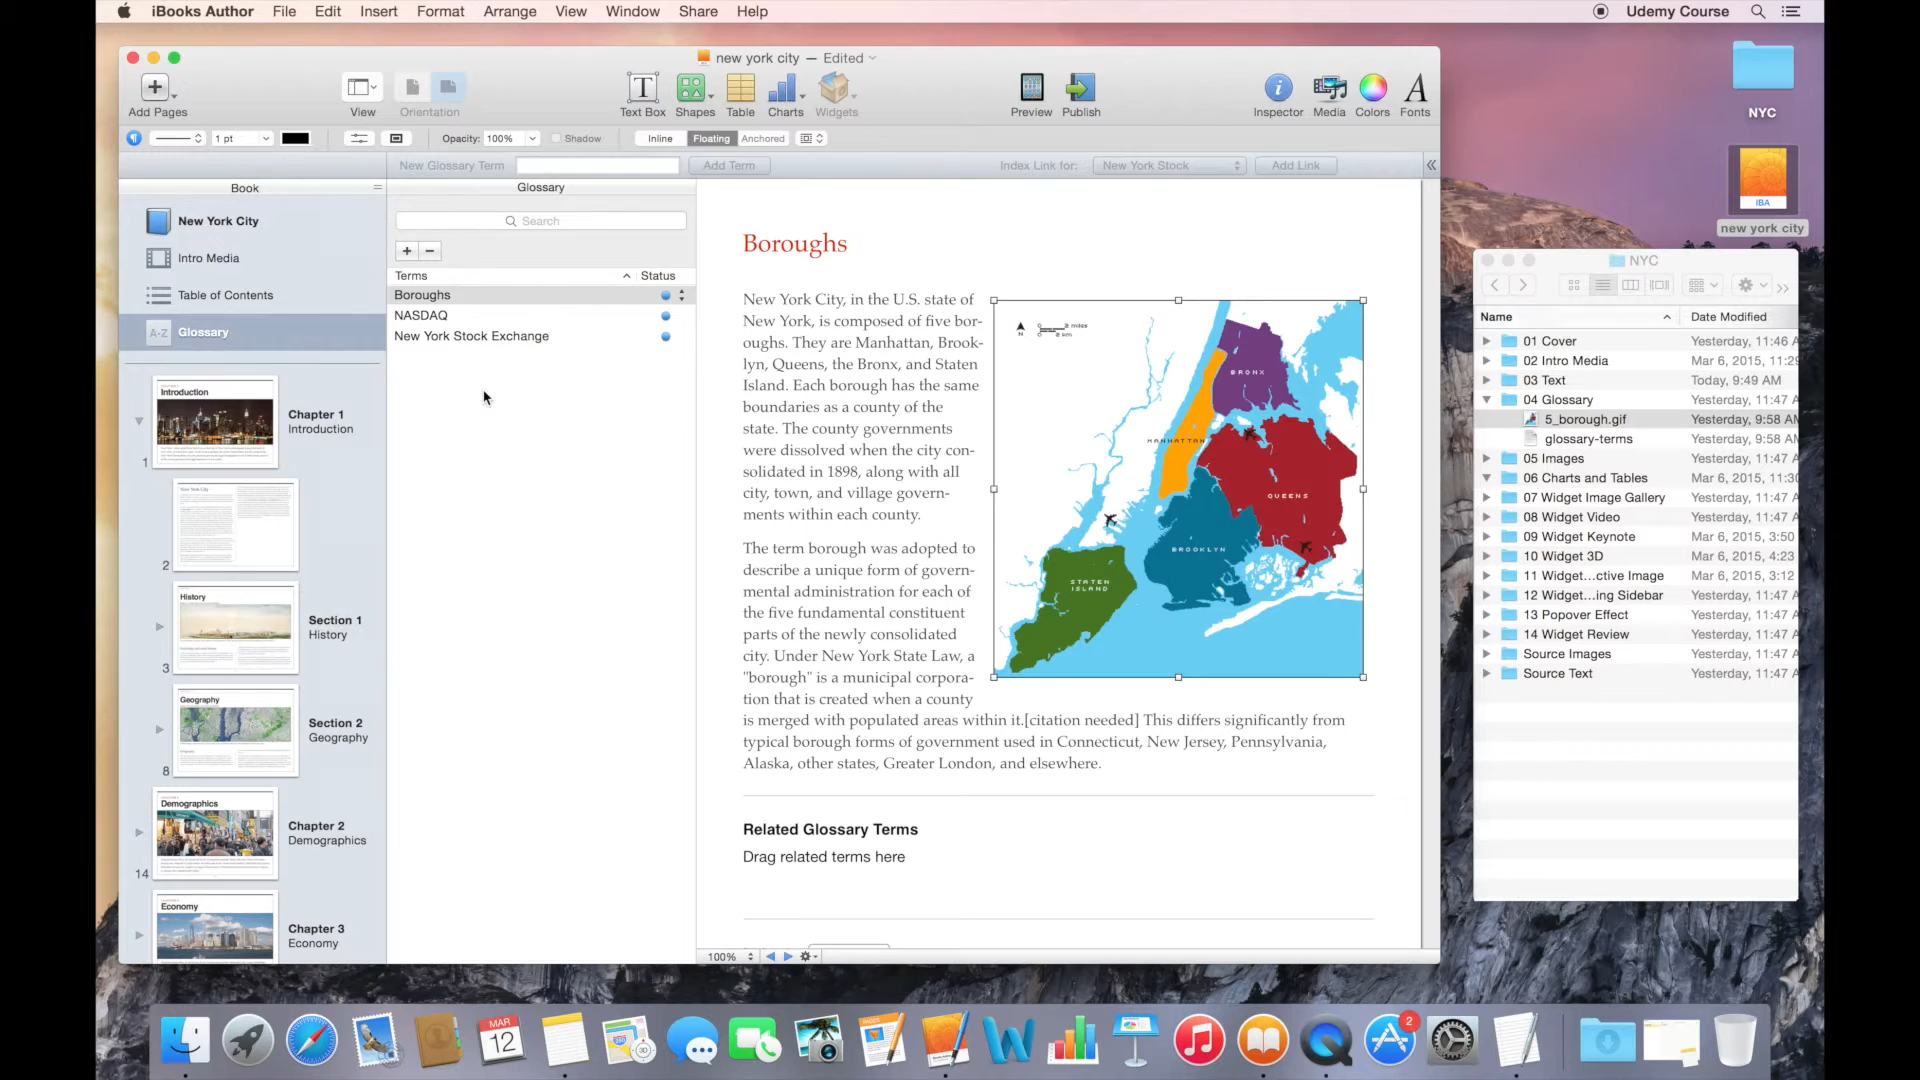 iBooks Author File Edit Insert Format Arrange View Window Share Help Udemy Course
new york city — Edited
Add Pages View Orientation Text Box Shapes Table Charts Widgets Preview Publish Inspector Media Colors Fonts
1 pt Opacity: 100% Shadow Inline Floating Anchored
New Glossary Term Add Term Index Link for: New York Stock Add Link
Book
New York City
Intro Media
Table of Contents
A-Z Glossary
Introduction
Chapter 1
Introduction
1
New York City
2
History
Section 1
History
3
Geography
Section 2
Geography
8
Demographics
Chapter 2
Demographics
14
Economy
Chapter 3
Economy
Glossary
Search
Terms Status
Boroughs
NASDAQ
New York Stock Exchange
Boroughs
New York City, in the U.S. state of
New York, is composed of five bor-
oughs. They are Manhattan, Brook-
lyn, Queens, the Bronx, and Staten
Island. Each borough has the same
boundaries as a county of the
state. The county governments
were dissolved when the city con-
solidated in 1898, along with all
city, town, and village govern-
ments within each county.
The term borough was adopted to
describe a unique form of govern-
mental administration for each of
the five fundamental constituent
parts of the newly consolidated
city. Under New York State Law, a
"borough" is a municipal corpora-
tion that is created when a county
is merged with populated areas within it.[citation needed] This differs significantly from
typical borough forms of government used in Connecticut, New Jersey, Pennsylvania,
Alaska, other states, Greater London, and elsewhere.
N
0 2 miles
0 2 km
BRONX
MANHATTAN
QUEENS
BROOKLYN
STATEN
ISLAND
Related Glossary Terms
Drag related terms here
100%
NYC
IBA
new york city
NYC
Name Date Modified
01 Cover Yesterday, 11:46 A
02 Intro Media Mar 6, 2015, 11:29
03 Text Today, 9:49 AM
04 Glossary Yesterday, 11:47 A
5_borough.gif Yesterday, 9:58 AM
glossary-terms Yesterday, 9:58 AM
05 Images Yesterday, 11:47 A
06 Charts and Tables Mar 6, 2015, 11:30
07 Widget Image Gallery Yesterday, 11:47 A
08 Widget Video Yesterday, 11:47 A
09 Widget Keynote Mar 6, 2015, 3:50
10 Widget 3D Mar 6, 2015, 4:23
11 Widget...ctive Image Mar 6, 2015, 3:12
12 Widget...ing Sidebar Yesterday, 11:47 A
13 Popover Effect Yesterday, 11:47 A
14 Widget Review Yesterday, 11:47 A
Source Images Yesterday, 11:47 A
Source Text Yesterday, 11:47 A
MAR
12
PAGES
280
3D
2